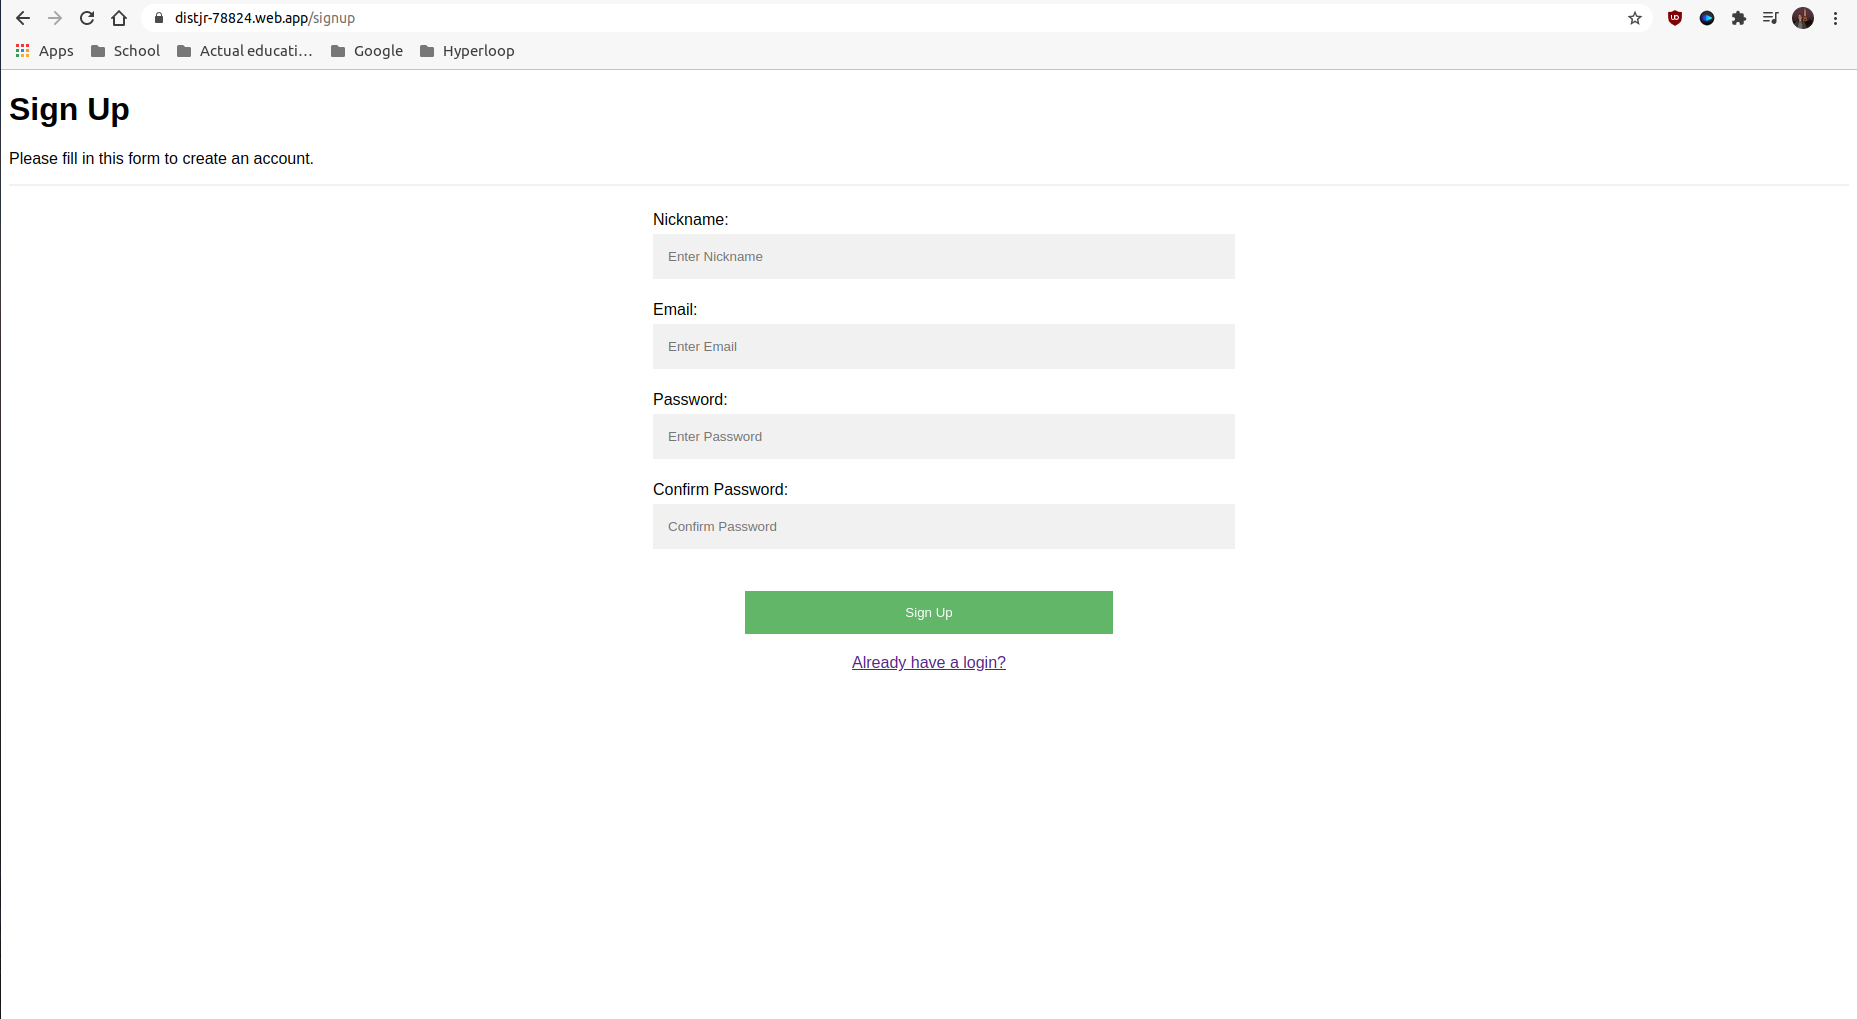 distjr-78824.web.app/signup
Apps School Actual educati... Google Hyperloop
Sign Up
Please fill in this form to create an account.
Nickname:
Enter Nickname
Email:
Enter Email
Password:
Enter Password
Confirm Password:
Confirm Password
Sign Up
Already have a login?